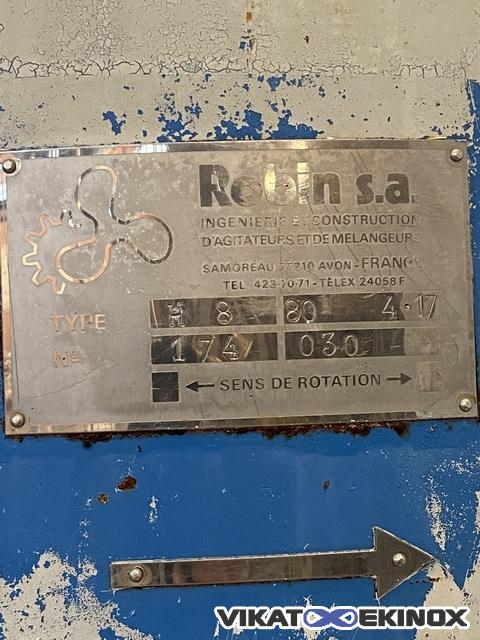 Robin s.a.
INGENIERIE ET CONSTRUCTION
D'AGITATEURS ET DE MELANGEURS
SAMOREAU 77210 AVON - FRANCE
TEL 423-70-71 - TELEX 24058 F
TYPE H 8 80 4.17
Nº 174 030
← SENS DE ROTATION →
VIKAT EKINOX